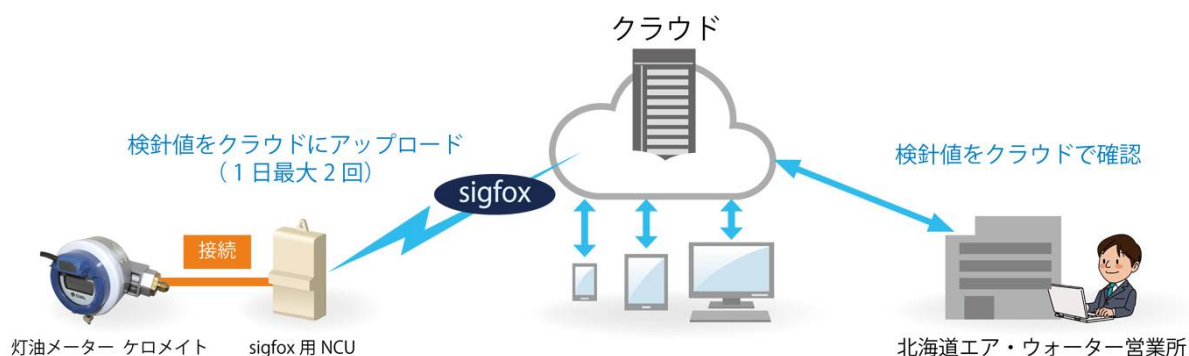 クラウド
検針値をクラウドにアップロード
（１日最大２回）
sigfox
検針値をクラウドで確認
接続
灯油メーター ケロメイト
sigfox 用 NCU
北海道エア・ウォーター営業所